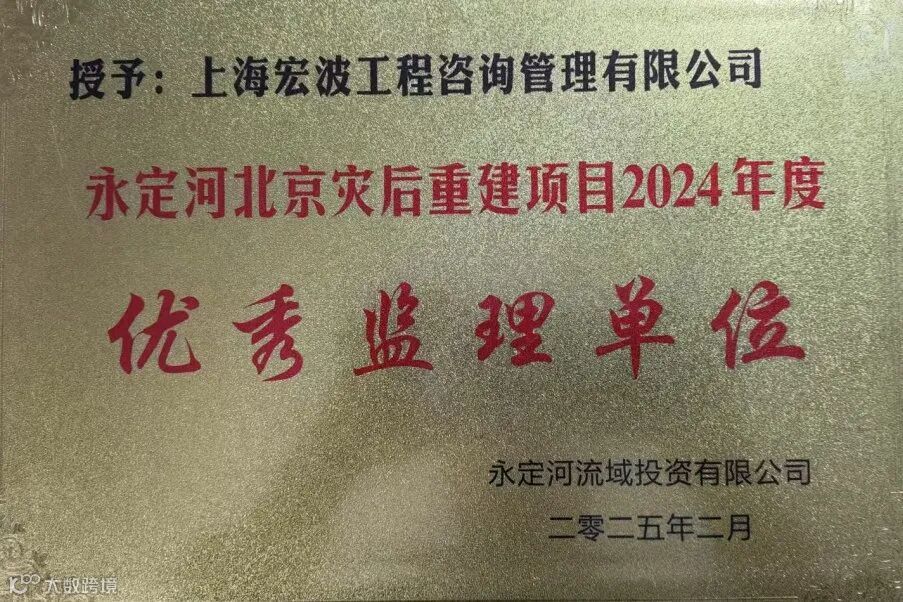 授予：上海宏波工程咨询管理有限公司
永定河北京灾后重建项目2024年度
优秀监理单位
永定河流域投资有限公司
二零二五年二月
大数跨境